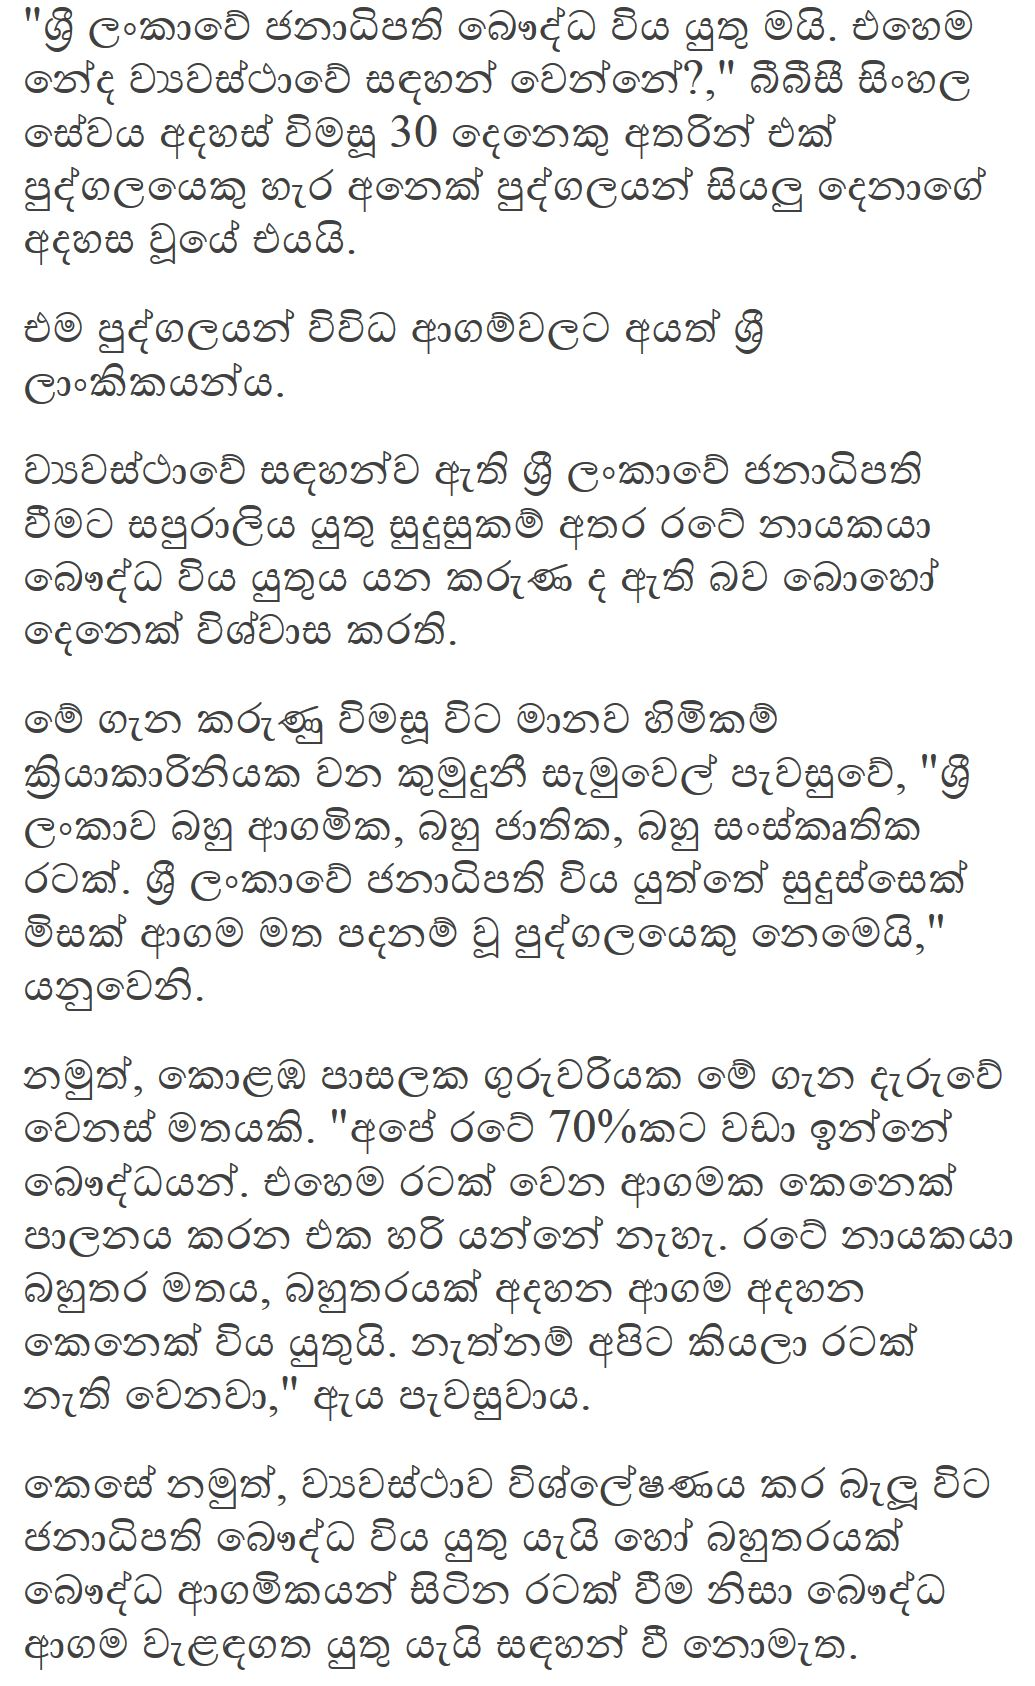 "ශ්‍රී ලංකාවේ ජනාධිපති බෞද්ධ විය යුතු මයි. එහෙම
නේද ව්‍යවස්ථාවේ සඳහන් වෙන්නේ?," බීබීසී සිංහල
සේවය අදහස් විමසූ 30 දෙනෙකු අතරින් එක්
පුද්ගලයෙකු හැර අනෙක් පුද්ගලයන් සියලු දෙනාගේ
අදහස වූයේ එයයි.
එම පුද්ගලයන් විවිධ ආගම්වලට අයත් ශ්‍රී
ලාංකිකයන්ය.
ව්‍යවස්ථාවේ සඳහන්ව ඇති ශ්‍රී ලංකාවේ ජනාධිපති
වීමට සපුරාලිය යුතු සුදුසුකම් අතර රටේ නායකයා
බෞද්ධ විය යුතුය යන කරුණ ද ඇති බව බොහෝ
දෙනෙක් විශ්වාස කරති.
මේ ගැන කරුණු විමසූ විට මානව හිමිකම්
ක්‍රියාකාරිනියක වන කුමුදුනී සැමුවෙල් පැවසුවේ, "ශ්‍රී
ලංකාව බහු ආගමික, බහු ජාතික, බහු සංස්කෘතික
රටක්. ශ්‍රී ලංකාවේ ජනාධිපති විය යුත්තේ සුදුස්සෙක්
මිසක් ආගම මත පදනම් වූ පුද්ගලයෙකු නෙමෙයි,"
යනුවෙනි.
නමුත්, කොළඹ පාසලක ගුරුවරියක මේ ගැන දැරුවේ
වෙනස් මතයකි. "අපේ රටේ 70%කට වඩා ඉන්නේ
බෞද්ධයන්. එහෙම රටක් වෙන ආගමක කෙනෙක්
පාලනය කරන එක හරි යන්නේ නැහැ. රටේ නායකයා
බහුතර මතය, බහුතරයක් අදහන ආගම අදහන
කෙනෙක් විය යුතුයි. නැත්නම් අපිට කියලා රටක්
නැති වෙනවා," ඇය පැවසුවාය.
කෙසේ නමුත්, ව්‍යවස්ථාව විශ්ලේෂණය කර බැලූ විට
ජනාධිපති බෞද්ධ විය යුතු යැයි හෝ බහුතරයක්
බෞද්ධ ආගමිකයන් සිටින රටක් වීම නිසා බෞද්ධ
ආගම වැළඳගත යුතු යැයි සඳහන් වී නොමැත.